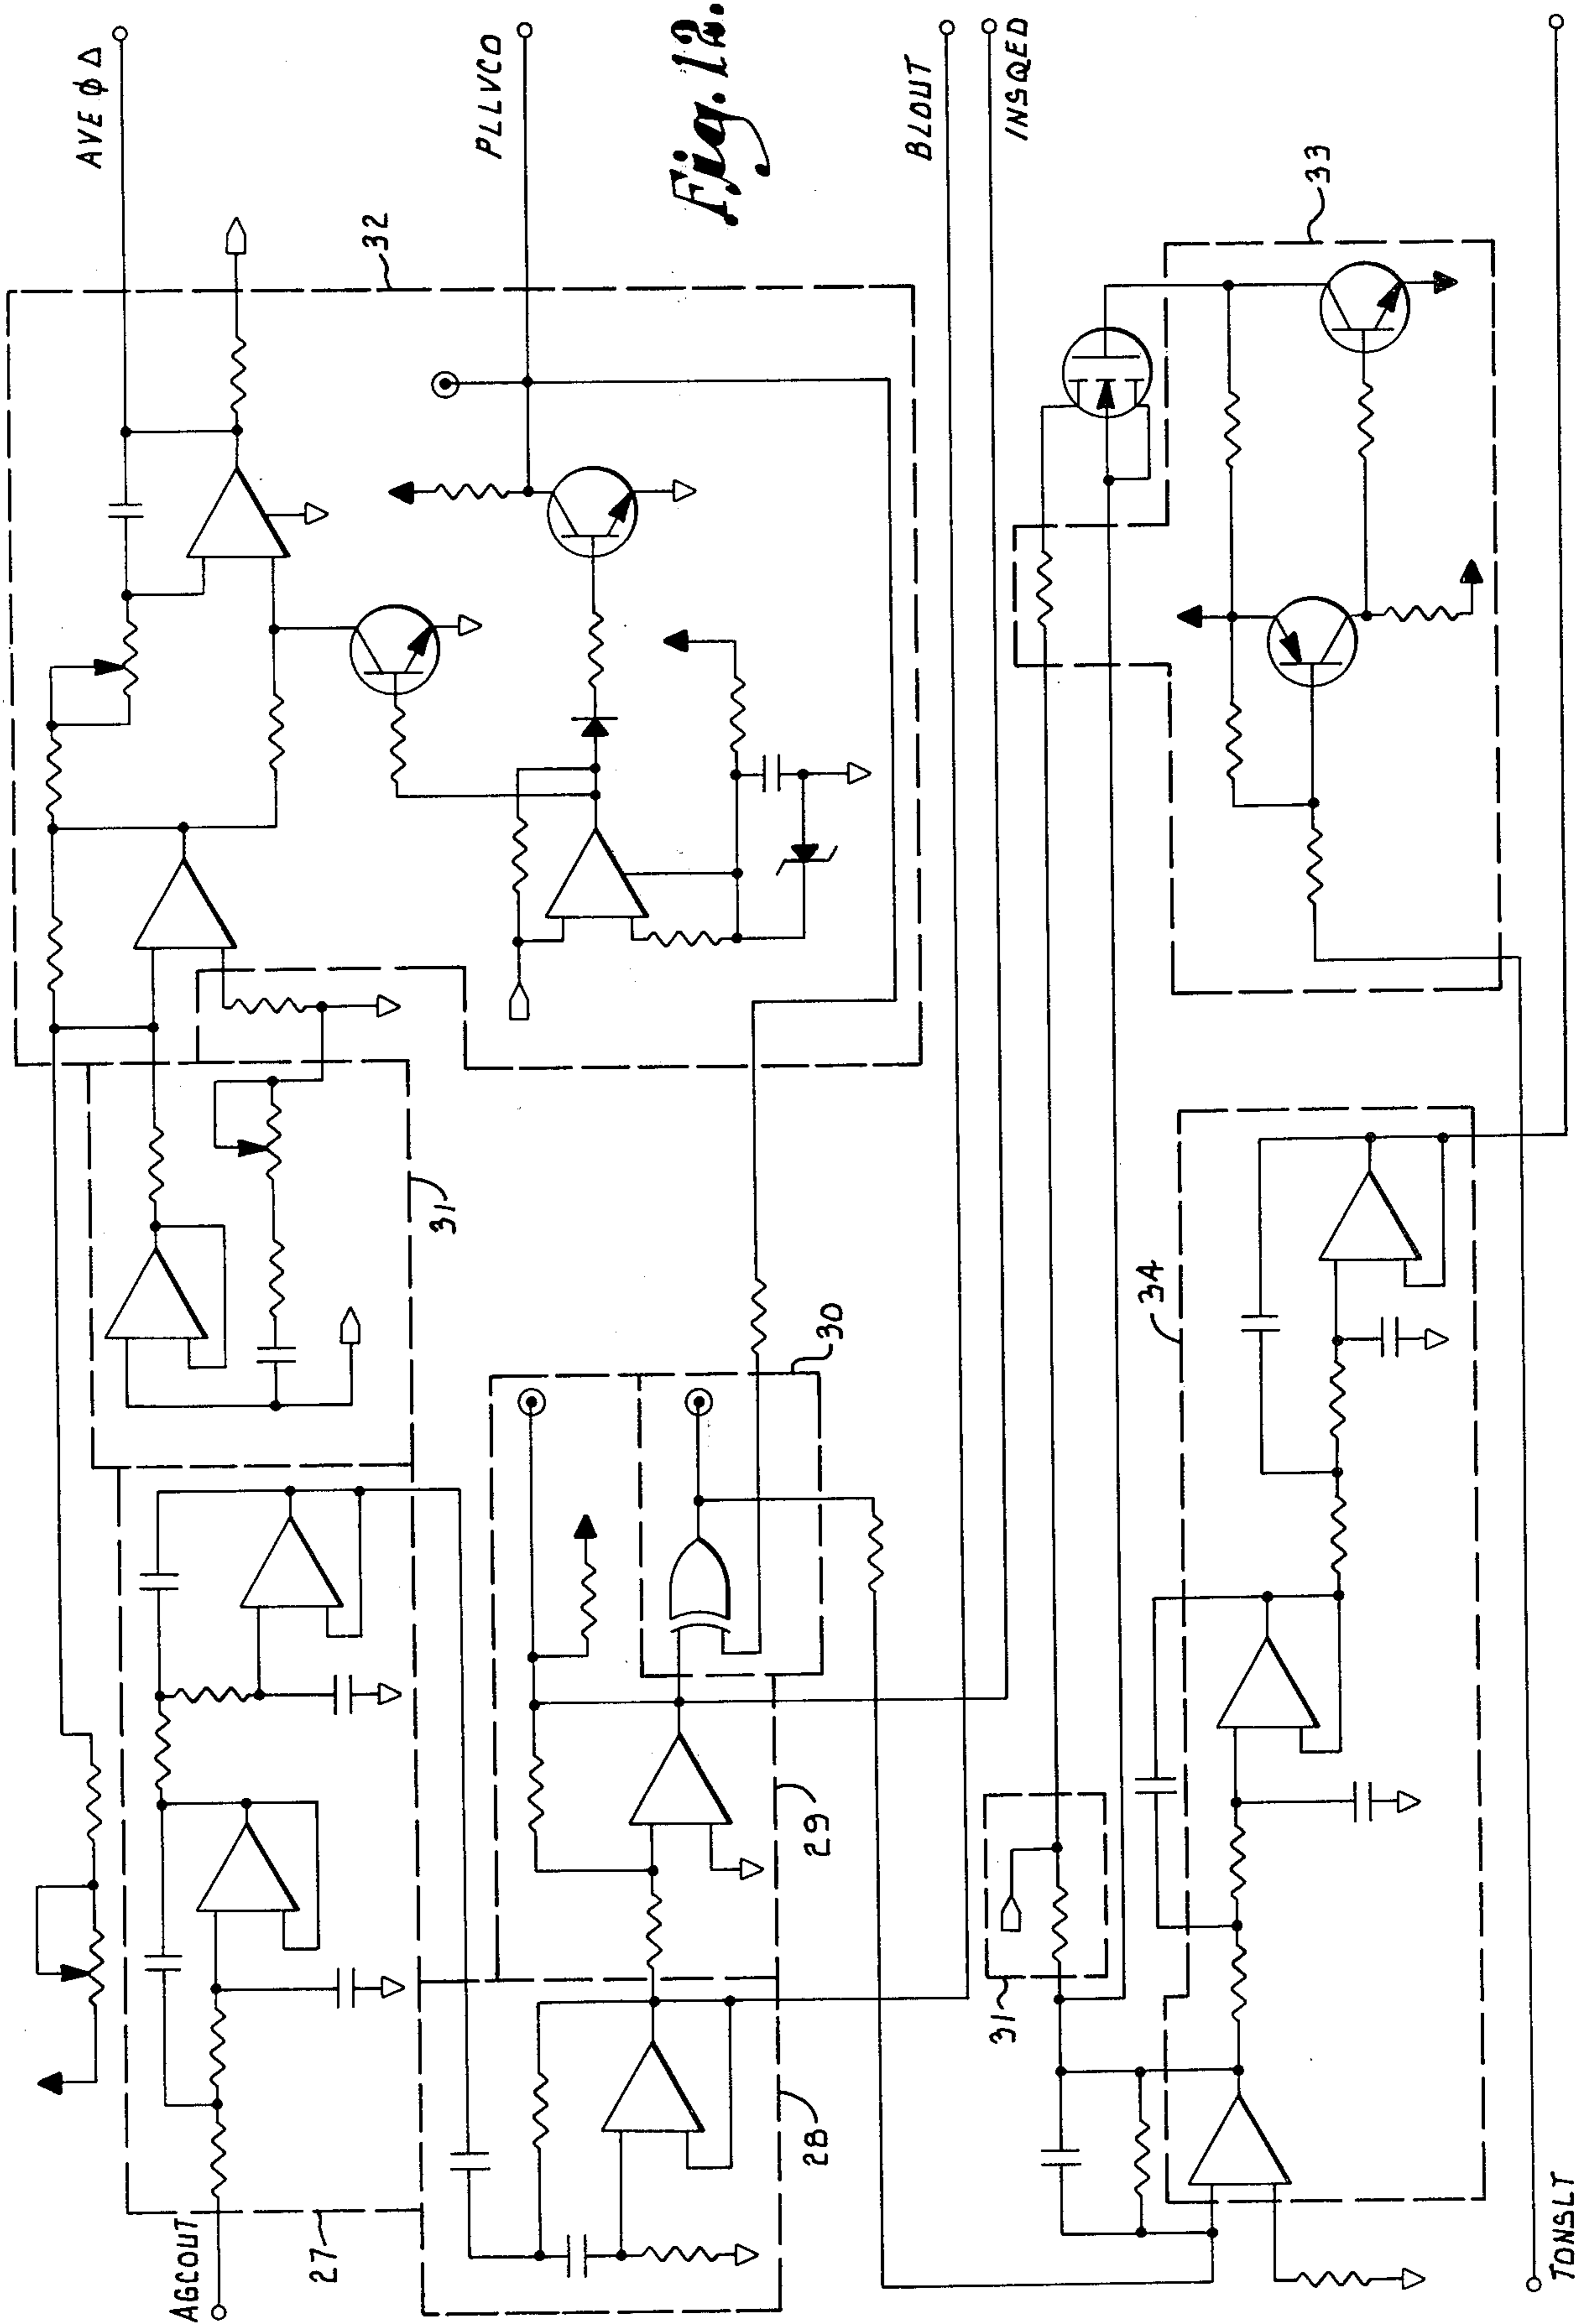 AVE φ Δ
32
PLLVCO
Fig. 12.
BLOUT
INSQED
33
31
30
34
29
31
28
27
AGCOUT
TONSLT